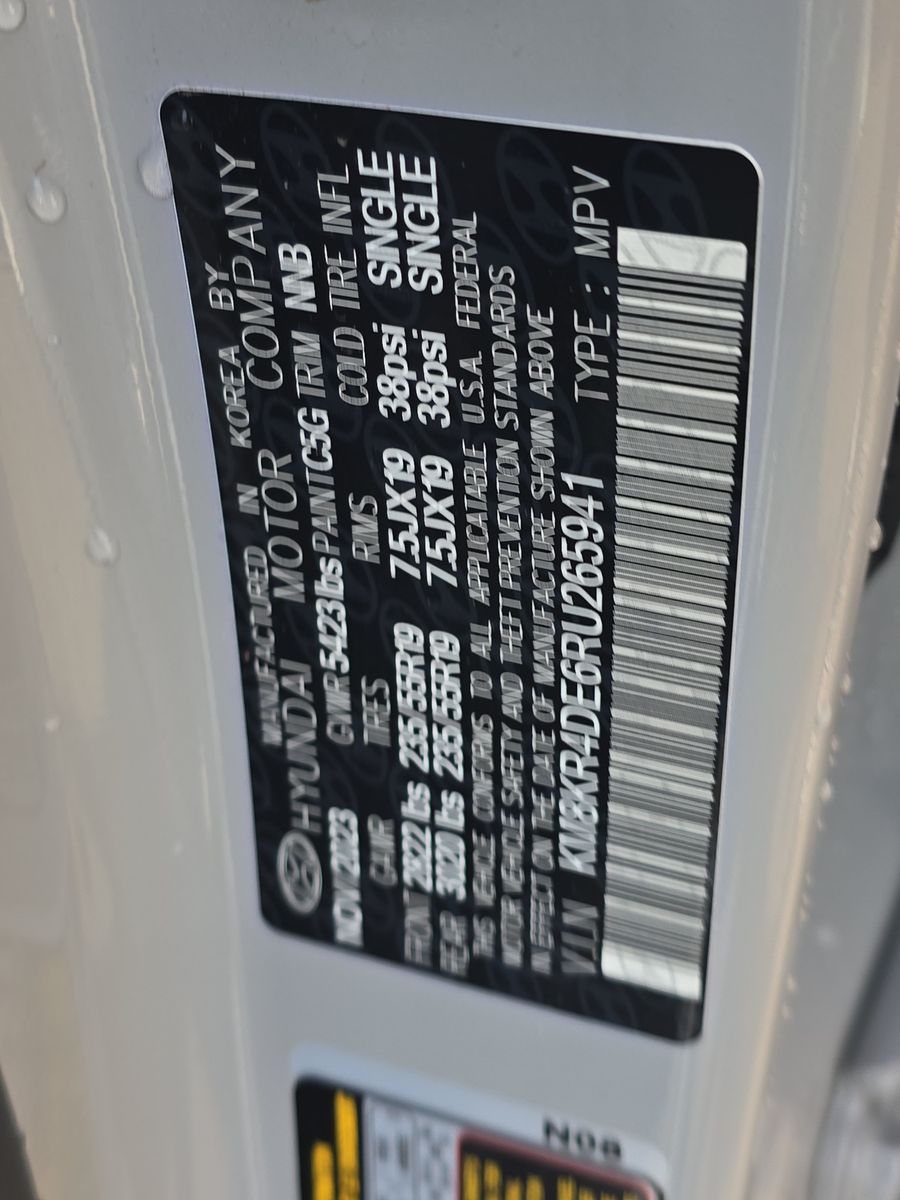 MANUFACTURED IN KOREA BY
HYUNDAI MOTOR COMPANY
NOV/2023 GVWR 5423 lbs PAINT C5G TRIM NNB
GAWR TIRES RIMS COLD TIRE INFL
FRONT 2822 lbs 235/55R19 7.5JX19 38psi SINGLE
REAR 3020 lbs 235/55R19 7.5JX19 38psi SINGLE
THIS VEHICLE CONFORMS TO ALL APPLICATABLE U.S.A. FEDERAL
MOTOR VEHICLE SAFETY AND THEFT PREVENTION STANDARDS
IN EFFECT ON THE DATE OF MANUFACTURE SHOWN ABOVE
V.I.N KM8KR4DE6RU265941 TYPE : MPV
N08